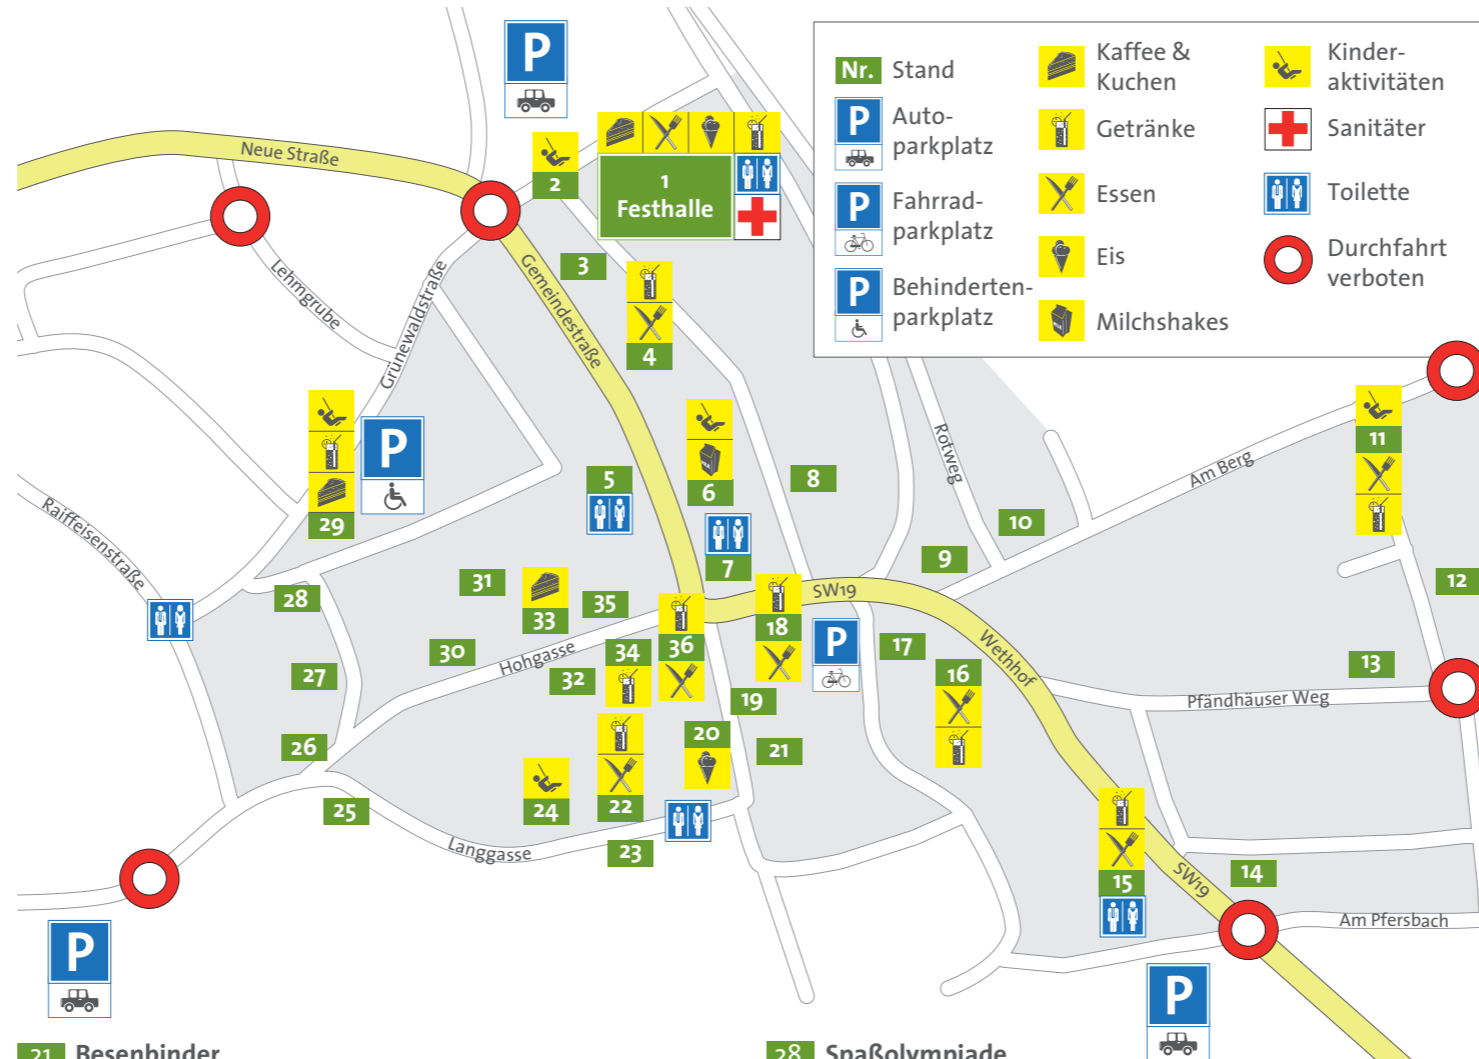 Nr. Stand
P Auto-
parkplatz
P Fahrrad-
parkplatz
P Behinderten-
parkplatz
Kaffee &
Kuchen
Getränke
Essen
Eis
Milchshakes
Kinder-
aktivitäten
Sanitäter
Toilette
Durchfahrt
verboten
P
Neue Straße
2
1
Festhalle
Lehmgrube
Grünewaldstraße
Gemeindestraße
3
4
29
P
5
6
7
8
Rotweg
Am Berg
9
10
11
12
13
Raiffeisenstraße
28
31
33
35
SW19
18
P
17
16
Wethhof
Pfändhäuser Weg
27
30
Hohgasse
32
34
36
19
20
21
26
25
24
22
23
Langgasse
15
14
SW19
Am Pfersbach
P
P
21 Besenbinder
28 Spaßolympiade